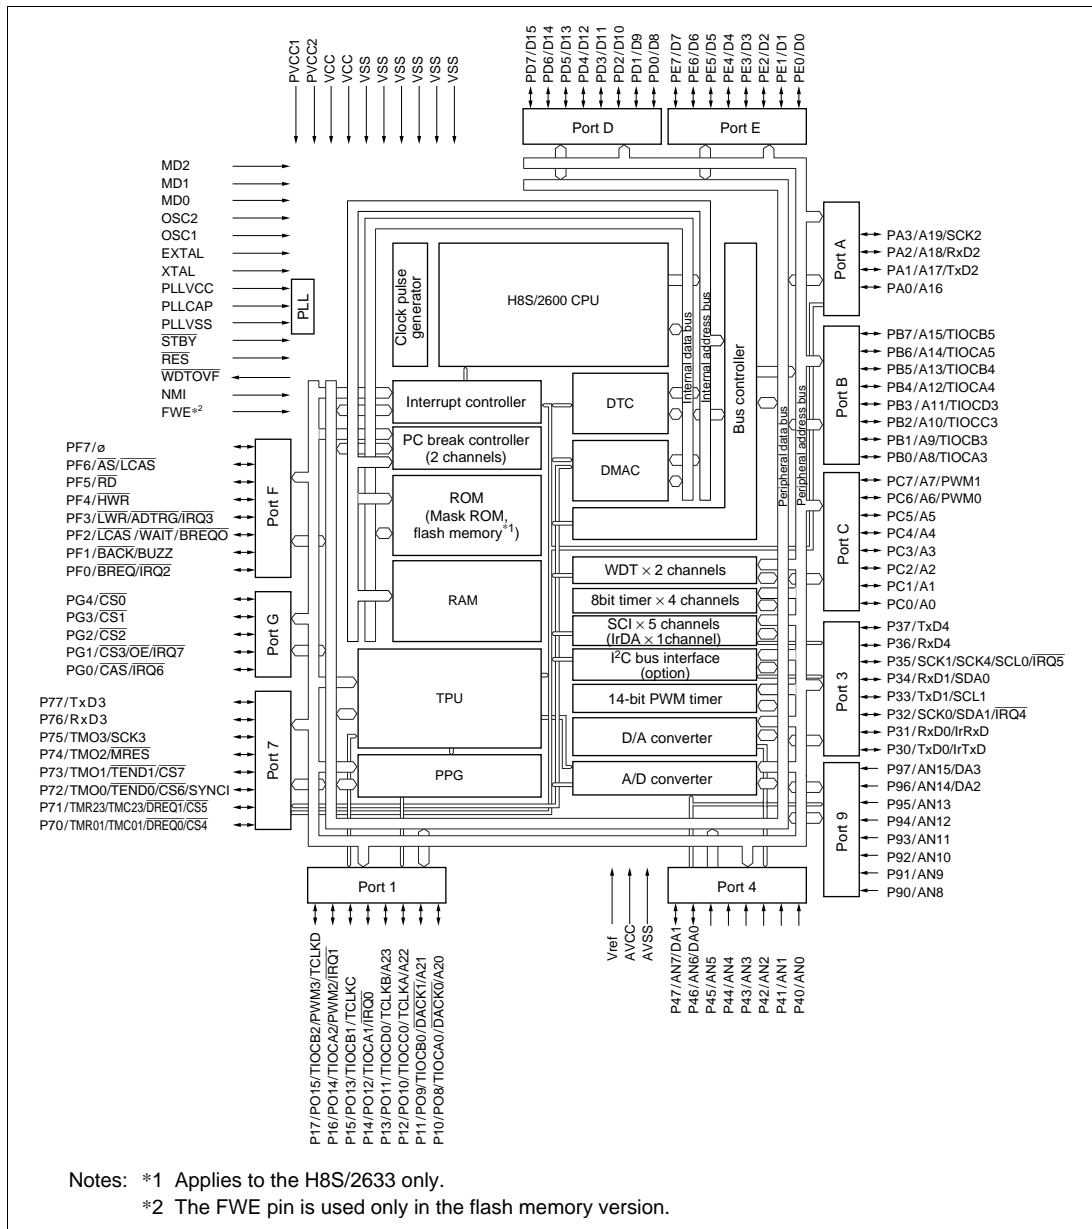 PVCC1
PVCC2
VCC
VCC
VSS
VSS
VSS
VSS
VSS
VSS
PD7/D15
PD6/D14
PD5/D13
PD4/D12
PD3/D11
PD2/D10
PD1/D9
PD0/D8
PE7/D7
PE6/D6
PE5/D5
PE4/D4
PE3/D3
PE2/D2
PE1/D1
PE0/D0
Port D
Port E
MD2
MD1
MD0
OSC2
OSC1
EXTAL
XTAL
PLLVCC
PLLCAP
PLLVSS
STBY
RES
WDTOVF
NMI
FWE*2
PLL
Clock pulse
generator
H8S/2600 CPU
Internal data bus
Internal address bus
Bus controller
Peripheral data bus
Peripheral address bus
Interrupt controller
PC break controller
(2 channels)
DTC
DMAC
ROM
(Mask ROM,
flash memory*1)
RAM
WDT × 2 channels
8bit timer × 4 channels
SCI × 5 channels
(IrDA × 1channel)
I2C bus interface
(option)
14-bit PWM timer
D/A converter
A/D converter
TPU
PPG
Port A
PA3/A19/SCK2
PA2/A18/RxD2
PA1/A17/TxD2
PA0/A16
Port B
PB7/A15/TIOCB5
PB6/A14/TIOCA5
PB5/A13/TIOCB4
PB4/A12/TIOCA4
PB3/A11/TIOCD3
PB2/A10/TIOCC3
PB1/A9/TIOCB3
PB0/A8/TIOCA3
Port C
PC7/A7/PWM1
PC6/A6/PWM0
PC5/A5
PC4/A4
PC3/A3
PC2/A2
PC1/A1
PC0/A0
Port 3
P37/TxD4
P36/RxD4
P35/SCK1/SCK4/SCL0/IRQ5
P34/RxD1/SDA0
P33/TxD1/SCL1
P32/SCK0/SDA1/IRQ4
P31/RxD0/IrRxD
P30/TxD0/IrTxD
Port 9
P97/AN15/DA3
P96/AN14/DA2
P95/AN13
P94/AN12
P93/AN11
P92/AN10
P91/AN9
P90/AN8
PF7/ø
PF6/AS/LCAS
PF5/RD
PF4/HWR
PF3/LWR/ADTRG/IRQ3
PF2/LCAS/WAIT/BREQO
PF1/BACK/BUZZ
PF0/BREQ/IRQ2
Port F
PG4/CS0
PG3/CS1
PG2/CS2
PG1/CS3/OE/IRQ7
PG0/CAS/IRQ6
Port G
P77/TxD3
P76/RxD3
P75/TMO3/SCK3
P74/TMO2/MRES
P73/TMO1/TEND1/CS7
P72/TMO0/TEND0/CS6/SYNCI
P71/TMR23/TMC23/DREQ1/CS5
P70/TMR01/TMC01/DREQ0/CS4
Port 7
Port 1
Port 4
P17/PO15/TIOCB2/PWM3/TCLKD
P16/PO14/TIOCA2/PWM2/IRQ1
P15/PO13/TIOCB1/TCLKC
P14/PO12/TIOCA1/IRQ0
P13/PO11/TIOCD0/TCLKB/A23
P12/PO10/TIOCC0/TCLKA/A22
P11/PO9/TIOCB0/DACK1/A21
P10/PO8/TIOCA0/DACK0/A20
Vref
AVCC
AVSS
P47/AN7/DA1
P46/AN6/DA0
P45/AN5
P44/AN4
P43/AN3
P42/AN2
P41/AN1
P40/AN0
Notes: *1 Applies to the H8S/2633 only.
*2 The FWE pin is used only in the flash memory version.